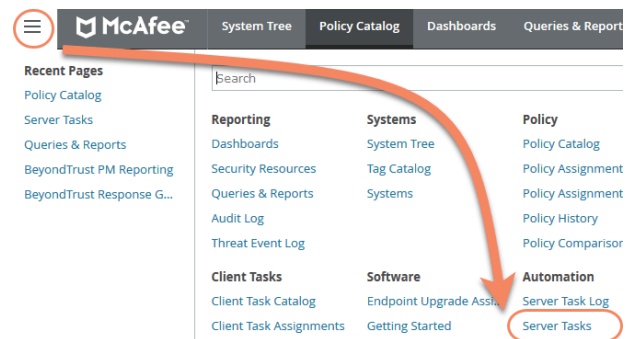 McAfee™ System Tree Policy Catalog Dashboards Queries & Report
Recent Pages
Policy Catalog
Server Tasks
Queries & Reports
BeyondTrust PM Reporting
BeyondTrust Response G...
Search
Reporting Systems Policy
Dashboards System Tree Policy Catalog
Security Resources Tag Catalog Policy Assignment
Queries & Reports Systems Policy Assignment
Audit Log Policy History
Threat Event Log Policy Comparison
Client Tasks Software Automation
Client Task Catalog Endpoint Upgrade Assi... Server Task Log
Client Task Assignments Getting Started Server Tasks